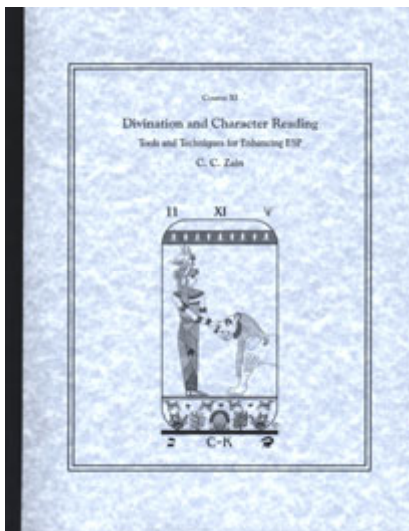 Course XI
Divination and Character Reading
Tools and Techniques for Enhancing ESP
C. C. Zain
11 XI
C-K